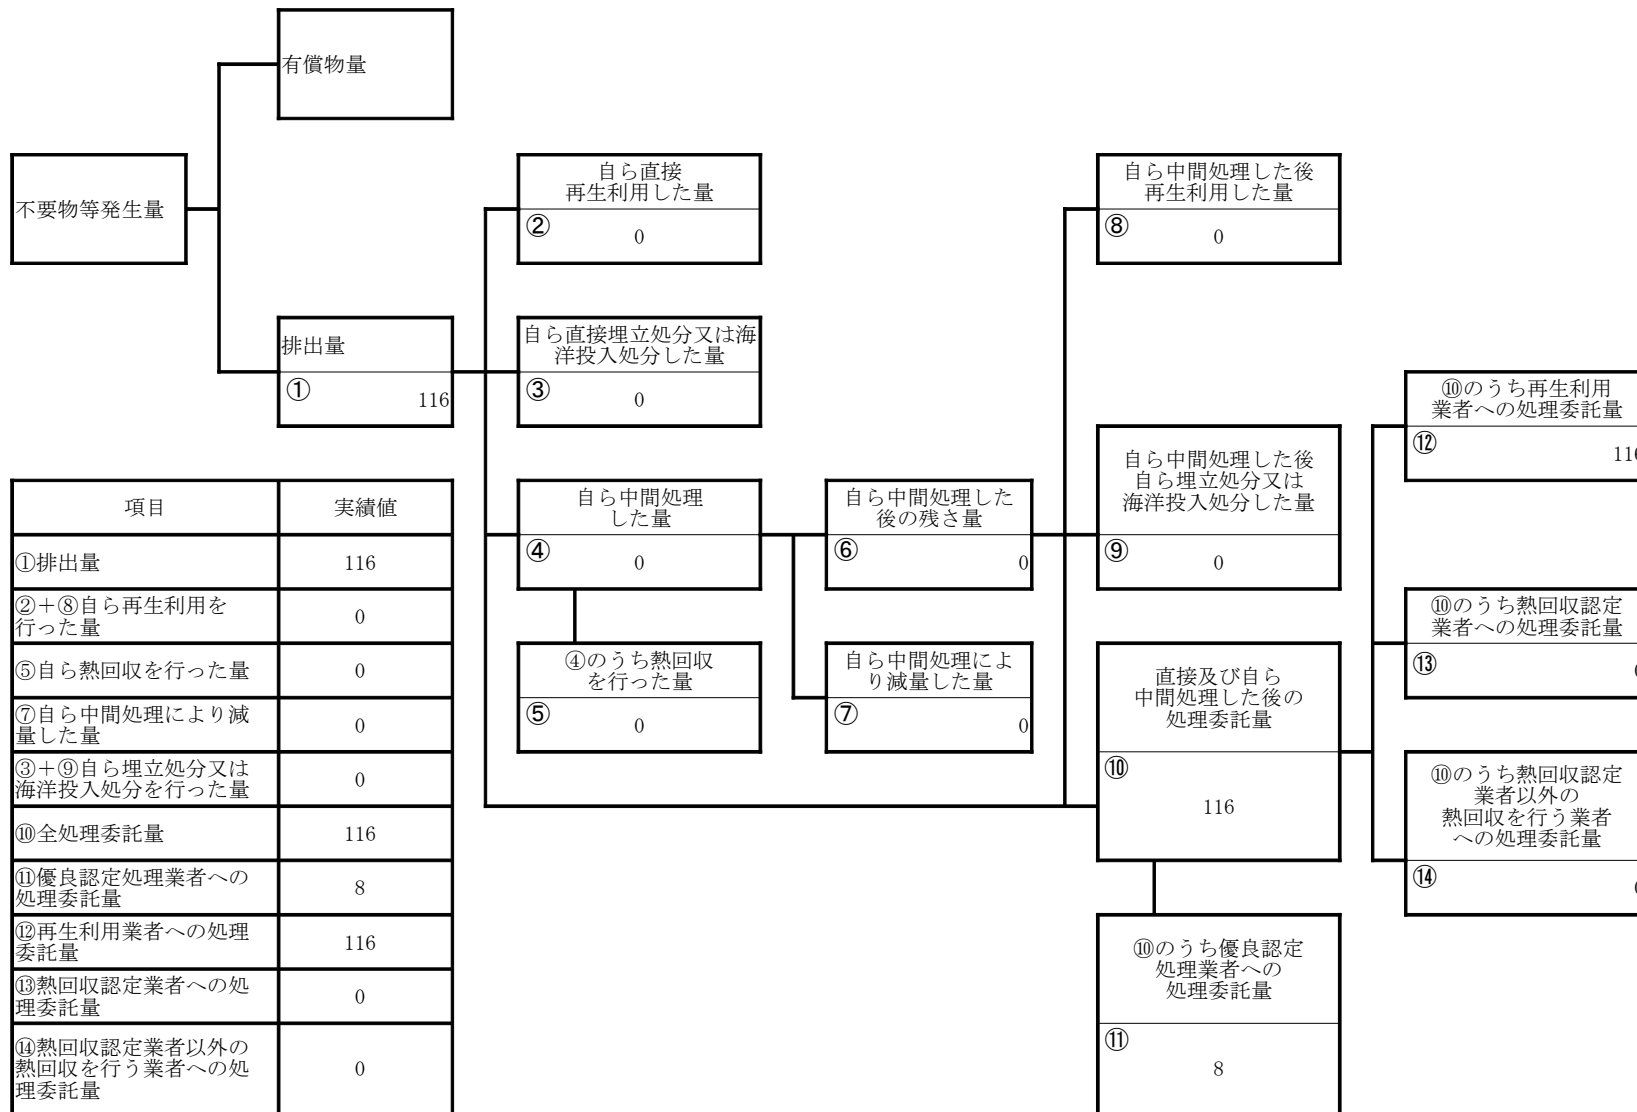 有償物量
不要物等発生量
自ら直接
再生利用した量
②
0
自ら中間処理した後
再生利用した量
⑧
0
排出量
①
116
自ら直接埋立処分又は海
洋投入処分した量
③
0
⑩のうち再生利用
業者への処理委託量
⑫
116
自ら中間処理した後
自ら埋立処分又は
海洋投入処分した量
⑨
0
自ら中間処理
した量
④
0
自ら中間処理した
後の残さ量
⑥
0
④のうち熱回収
を行った量
⑤
0
自ら中間処理によ
り減量した量
⑦
0
直接及び自ら
中間処理した後の
処理委託量
⑩
116
⑩のうち熱回収認定
業者への処理委託量
⑬
0
⑩のうち熱回収認定
業者以外の
熱回収を行う業者
への処理委託量
⑭
0
⑩のうち優良認定
処理業者への
処理委託量
⑪
8
項目 実績値
①排出量 116
②＋⑧自ら再生利用を
行った量 0
⑤自ら熱回収を行った量 0
⑦自ら中間処理により減
量した量 0
③＋⑨自ら埋立処分又は
海洋投入処分を行った量 0
⑩全処理委託量 116
⑪優良認定処理業者への
処理委託量 8
⑫再生利用業者への処理
委託量 116
⑬熱回収認定業者への処
理委託量 0
⑭熱回収認定業者以外の
熱回収を行う業者への処
理委託量 0